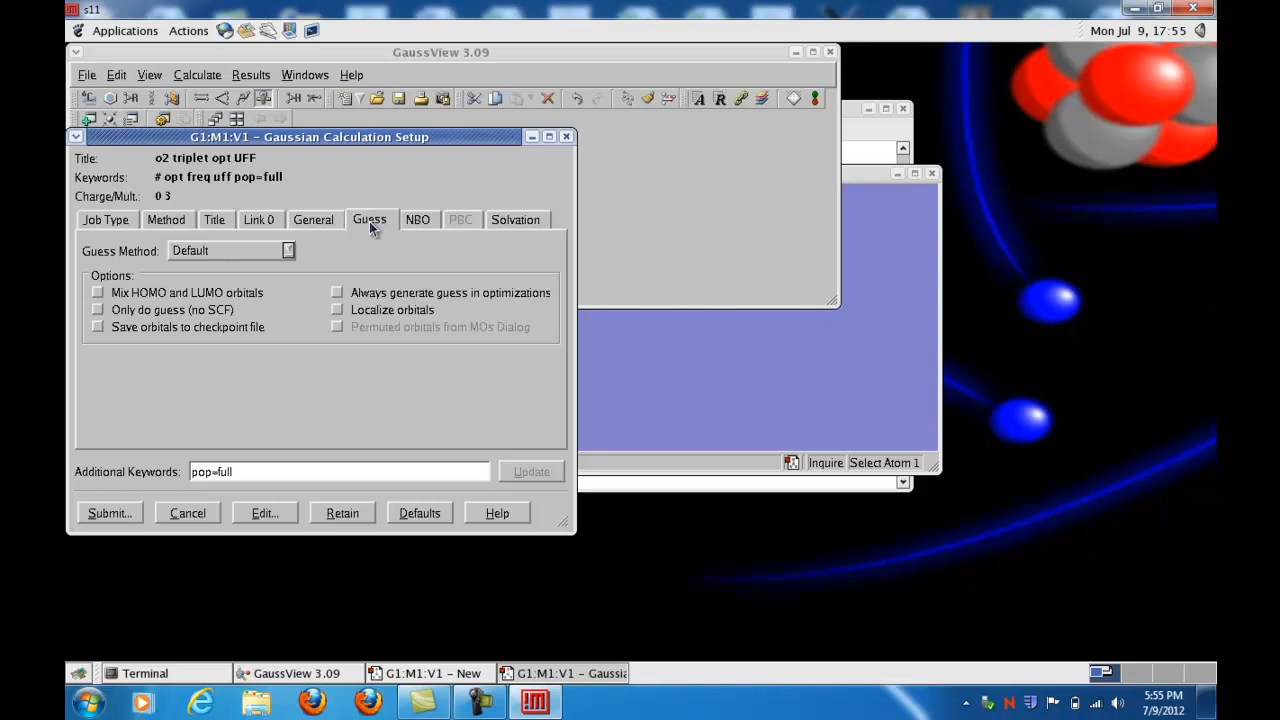 s11
Applications Actions Mon Jul 9, 17:55
GaussView 3.09
File Edit View Calculate Results Windows Help
G1:M1:V1 - Gaussian Calculation Setup
Title: o2 triplet opt UFF
Keywords: # opt freq uff pop=full
Charge/Mult.: 0 3
Job Type Method Title Link 0 General Guess NBO PBC Solvation
Guess Method: Default
Options:
Mix HOMO and LUMO orbitals Always generate guess in optimizations
Only do guess (no SCF) Localize orbitals
Save orbitals to checkpoint file Permuted orbitals from MOs Dialog
Inquire Select Atom 1
Additional Keywords: pop=full Update
Submit... Cancel Edit... Retain Defaults Help
Terminal GaussView 3.09 G1:M1:V1 - New G1:M1:V1 - Gaussia
5:55 PM
7/9/2012